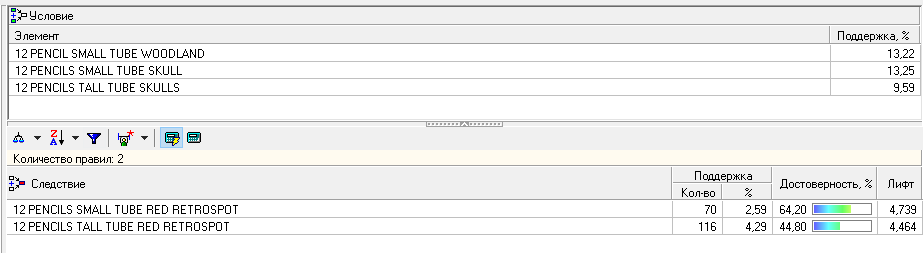 Условие
Элемент Поддержка, %
12 PENCIL SMALL TUBE WOODLAND 13,22
12 PENCILS SMALL TUBE SKULL 13,25
12 PENCILS TALL TUBE SKULLS 9,59
Количество правил: 2
Следствие Поддержка Достоверность, % Лифт
Кол-во %
12 PENCILS SMALL TUBE RED RETROSPOT 70 2,59 64,20 4,739
12 PENCILS TALL TUBE RED RETROSPOT 116 4,29 44,80 4,464